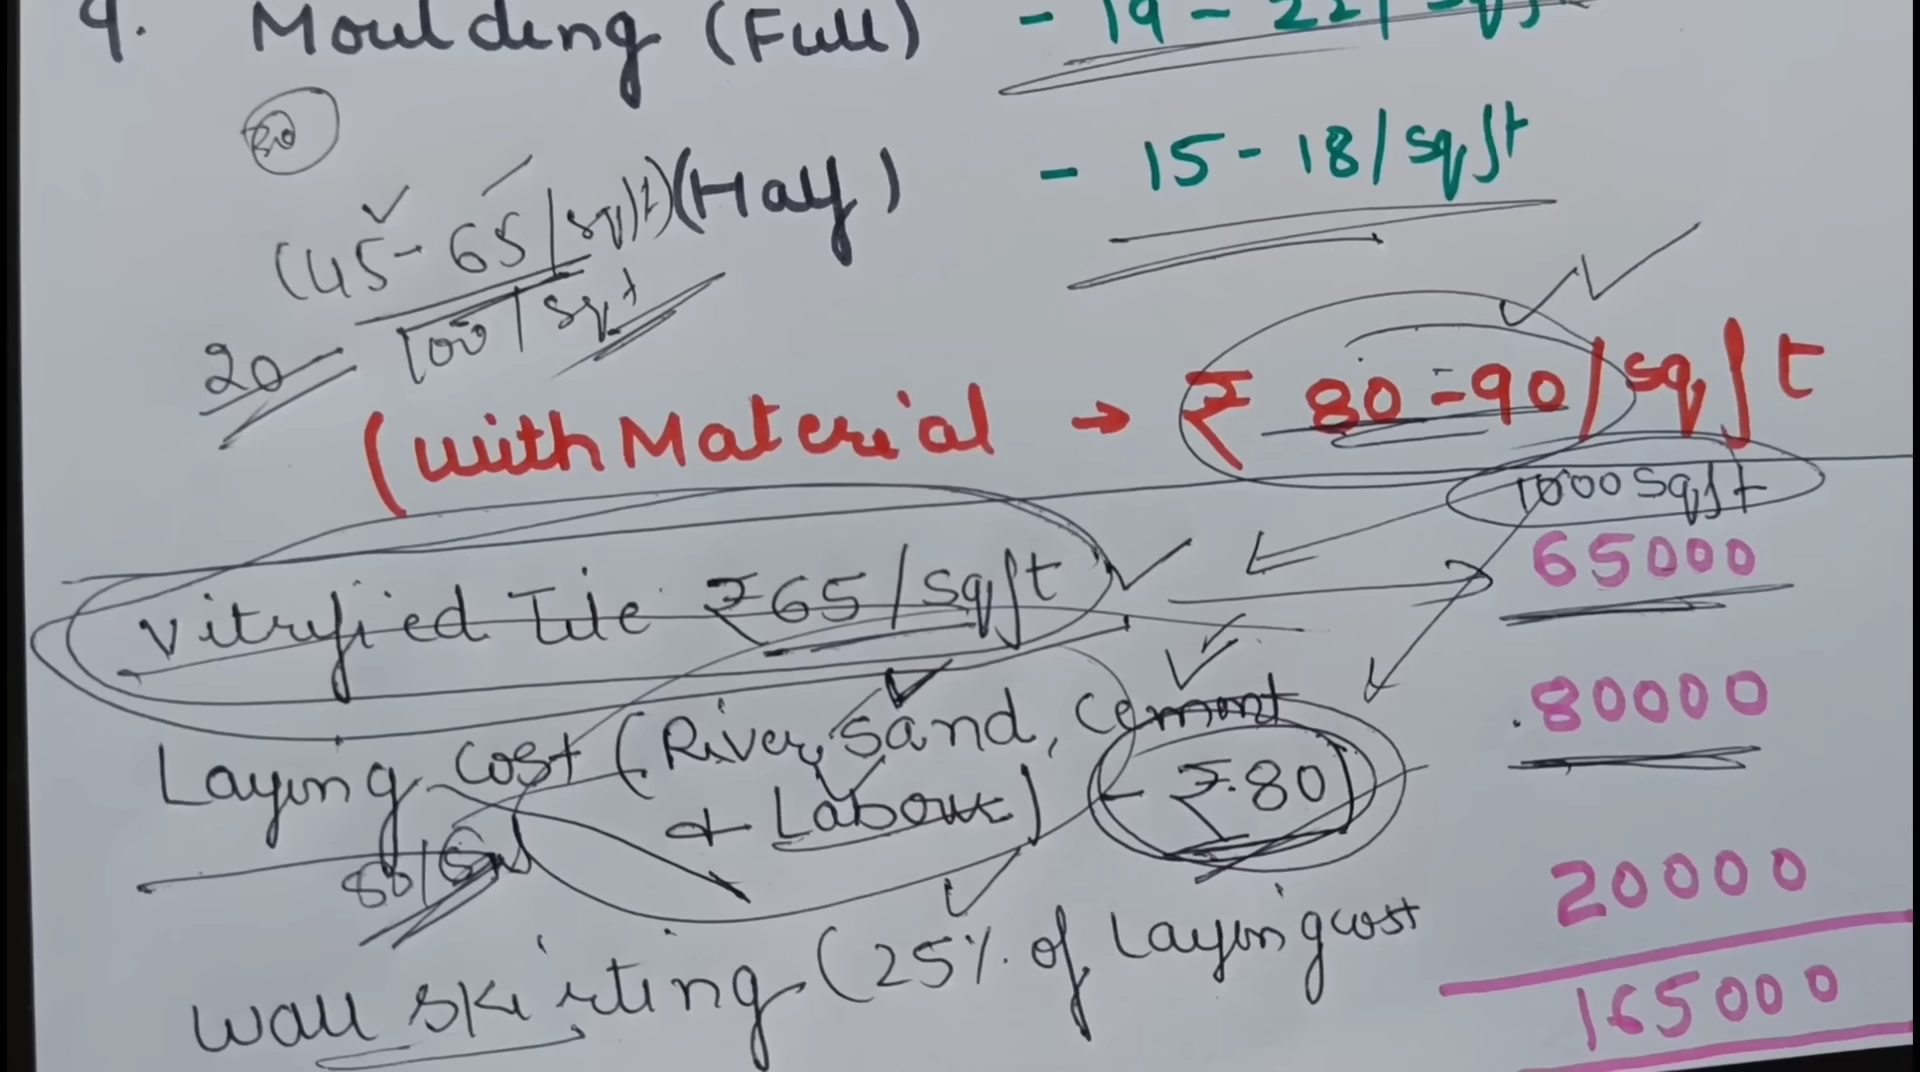 9. Moulding (Full) - 19 - 22/sqft
(45-65/sqft) (Half) - 15-18/sqft
20 100/sqft
(with Material → ₹ 80-90/sqft
1000 sqft
Vitrified Tile ₹65/sqft 65000
Laying Cost (River sand, Cement 80000
& Labour) - ₹80
80/
Wall skirting (25% of Laying cost 20000
165000